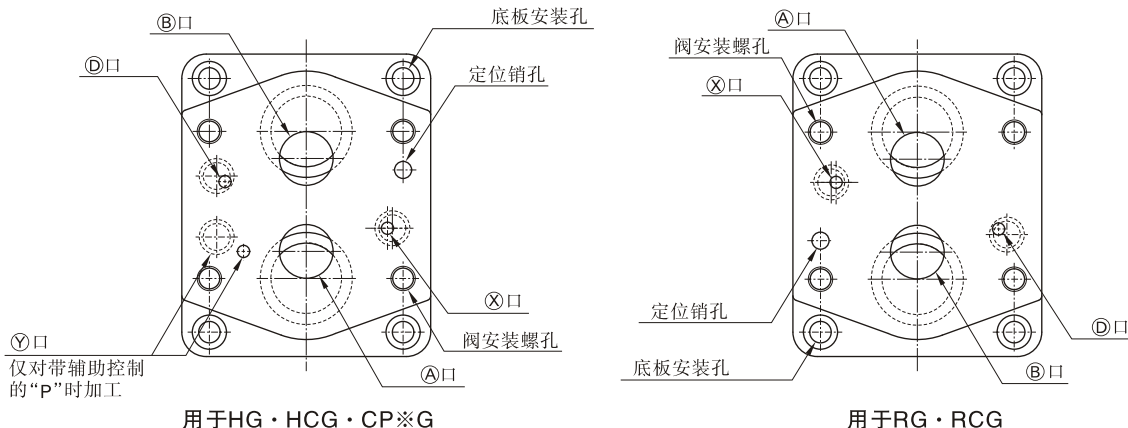 Ⓑ口
底板安装孔
Ⓓ口
定位销孔
Ⓧ口
Ⓨ口
阀安装螺孔
仅对带辅助控制
的“P”时加工
Ⓐ口
用于HG·HCG·CP※G
Ⓐ口
阀安装螺孔
Ⓧ口
定位销孔
Ⓓ口
底板安装孔
Ⓑ口
用于RG·RCG